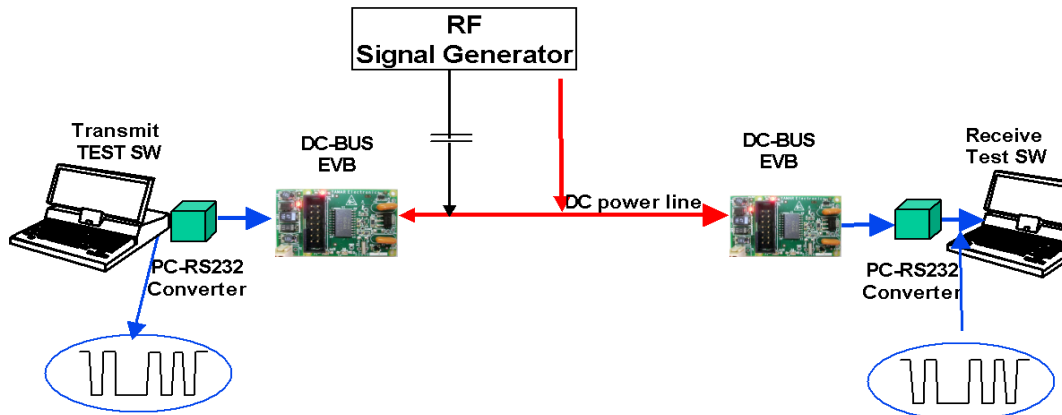 RF
Signal Generator
Transmit
TEST SW
DC-BUS
EVB
DC-BUS
EVB
Receive
Test SW
DC power line
PC-RS232
Converter
PC-RS232
Converter